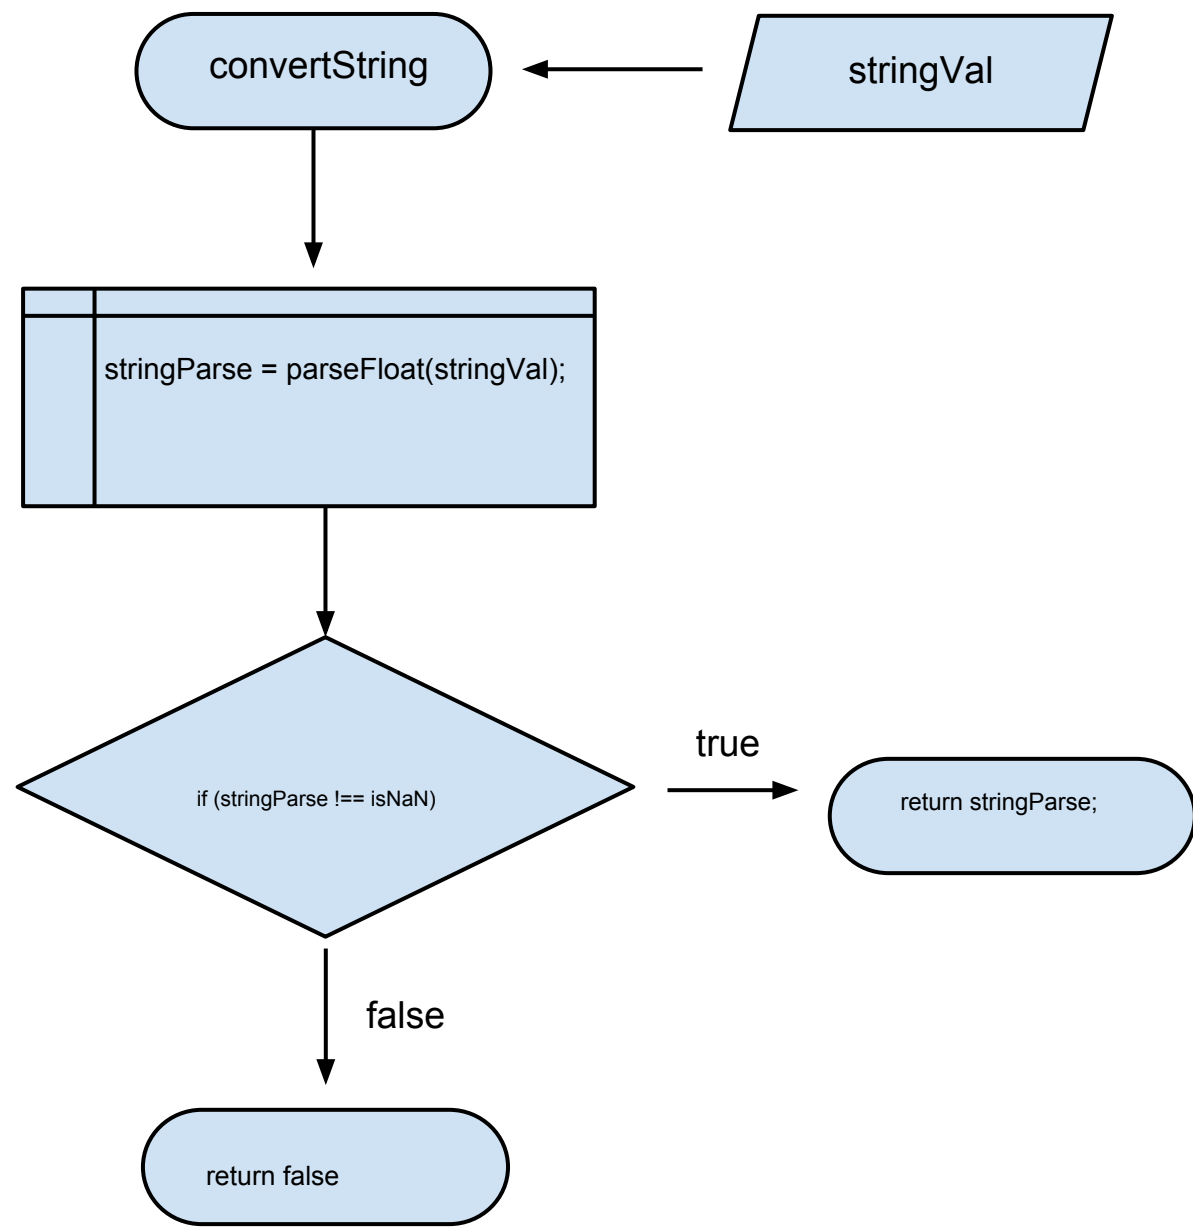 convertString
stringVal
stringParse = parseFloat(stringVal);
if (stringParse !== isNaN)
true
return stringParse;
false
return false